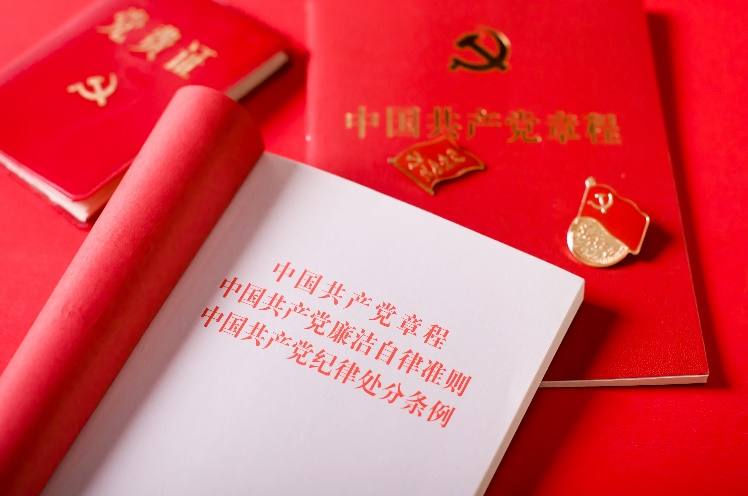 党费证
中国共产党章程
中国共产党章程
中国共产党廉洁自律准则
中国共产党纪律处分条例